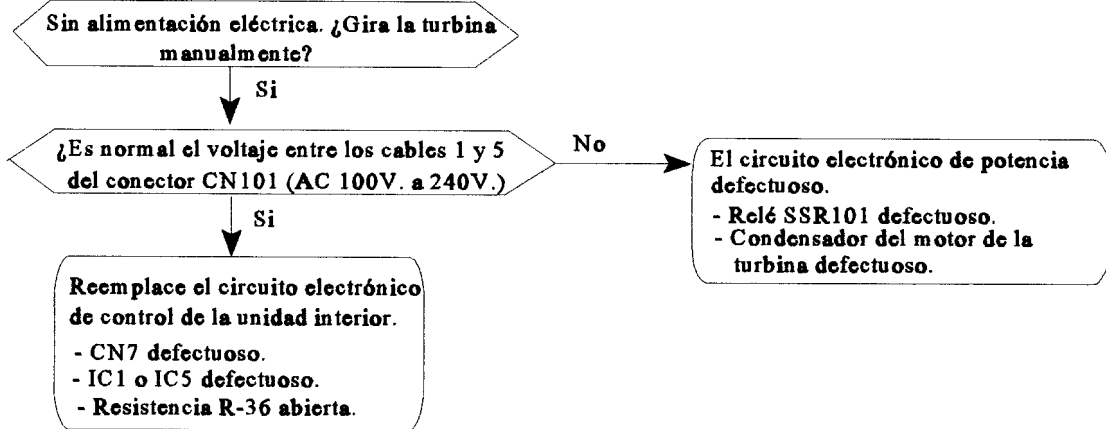 Sin alimentación eléctrica. ¿Gira la turbina
manualmente?
Si
¿Es normal el voltaje entre los cables 1 y 5
del conector CN101 (AC 100V. a 240V.)
No
El circuito electrónico de potencia
defectuoso.
- Relé SSR101 defectuoso.
- Condensador del motor de la
turbina defectuoso.
Si
Reemplace el circuito electrónico
de control de la unidad interior.
- CN7 defectuoso.
- IC1 o IC5 defectuoso.
- Resistencia R-36 abierta.